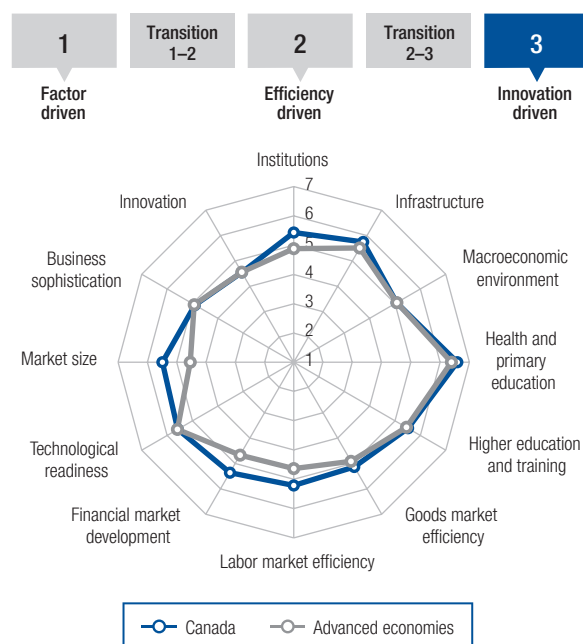 1
Transition
1–2
2
Transition
2–3
3
Factor
driven
Efficiency
driven
Innovation
driven
Institutions
Innovation
7
6
5
4
3
2
1
Infrastructure
Business
sophistication
Macroeconomic
environment
Market size
Health and
primary
education
Technological
readiness
Higher education
and training
Financial market
development
Goods market
efficiency
Labor market efficiency
Canada
Advanced economies